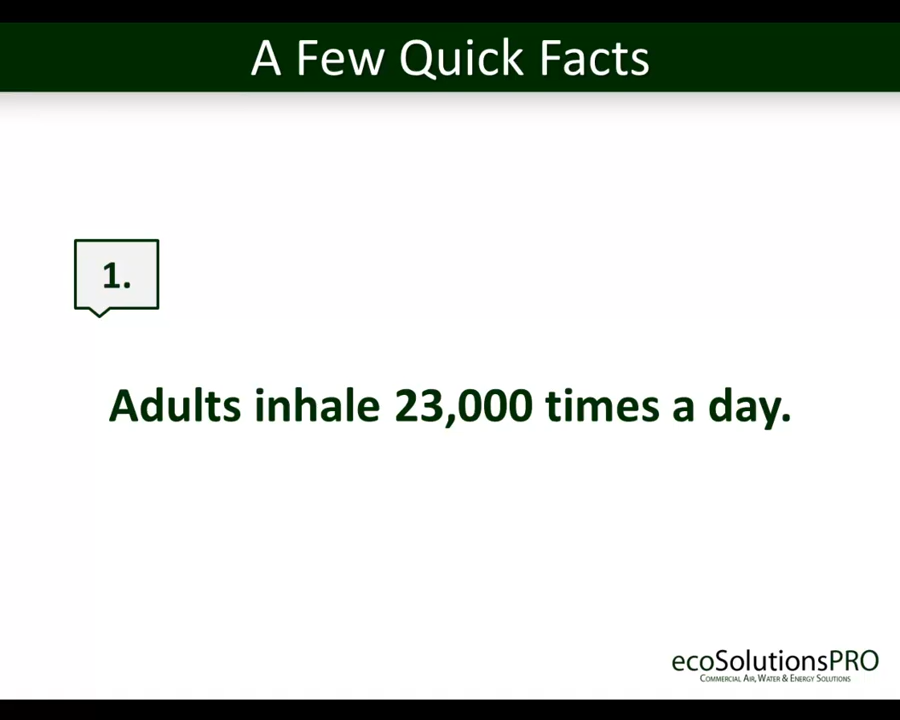 A Few Quick Facts
1.
Adults inhale 23,000 times a day.
ecoSolutionsPRO
Commercial Air, Water & Energy Solutions